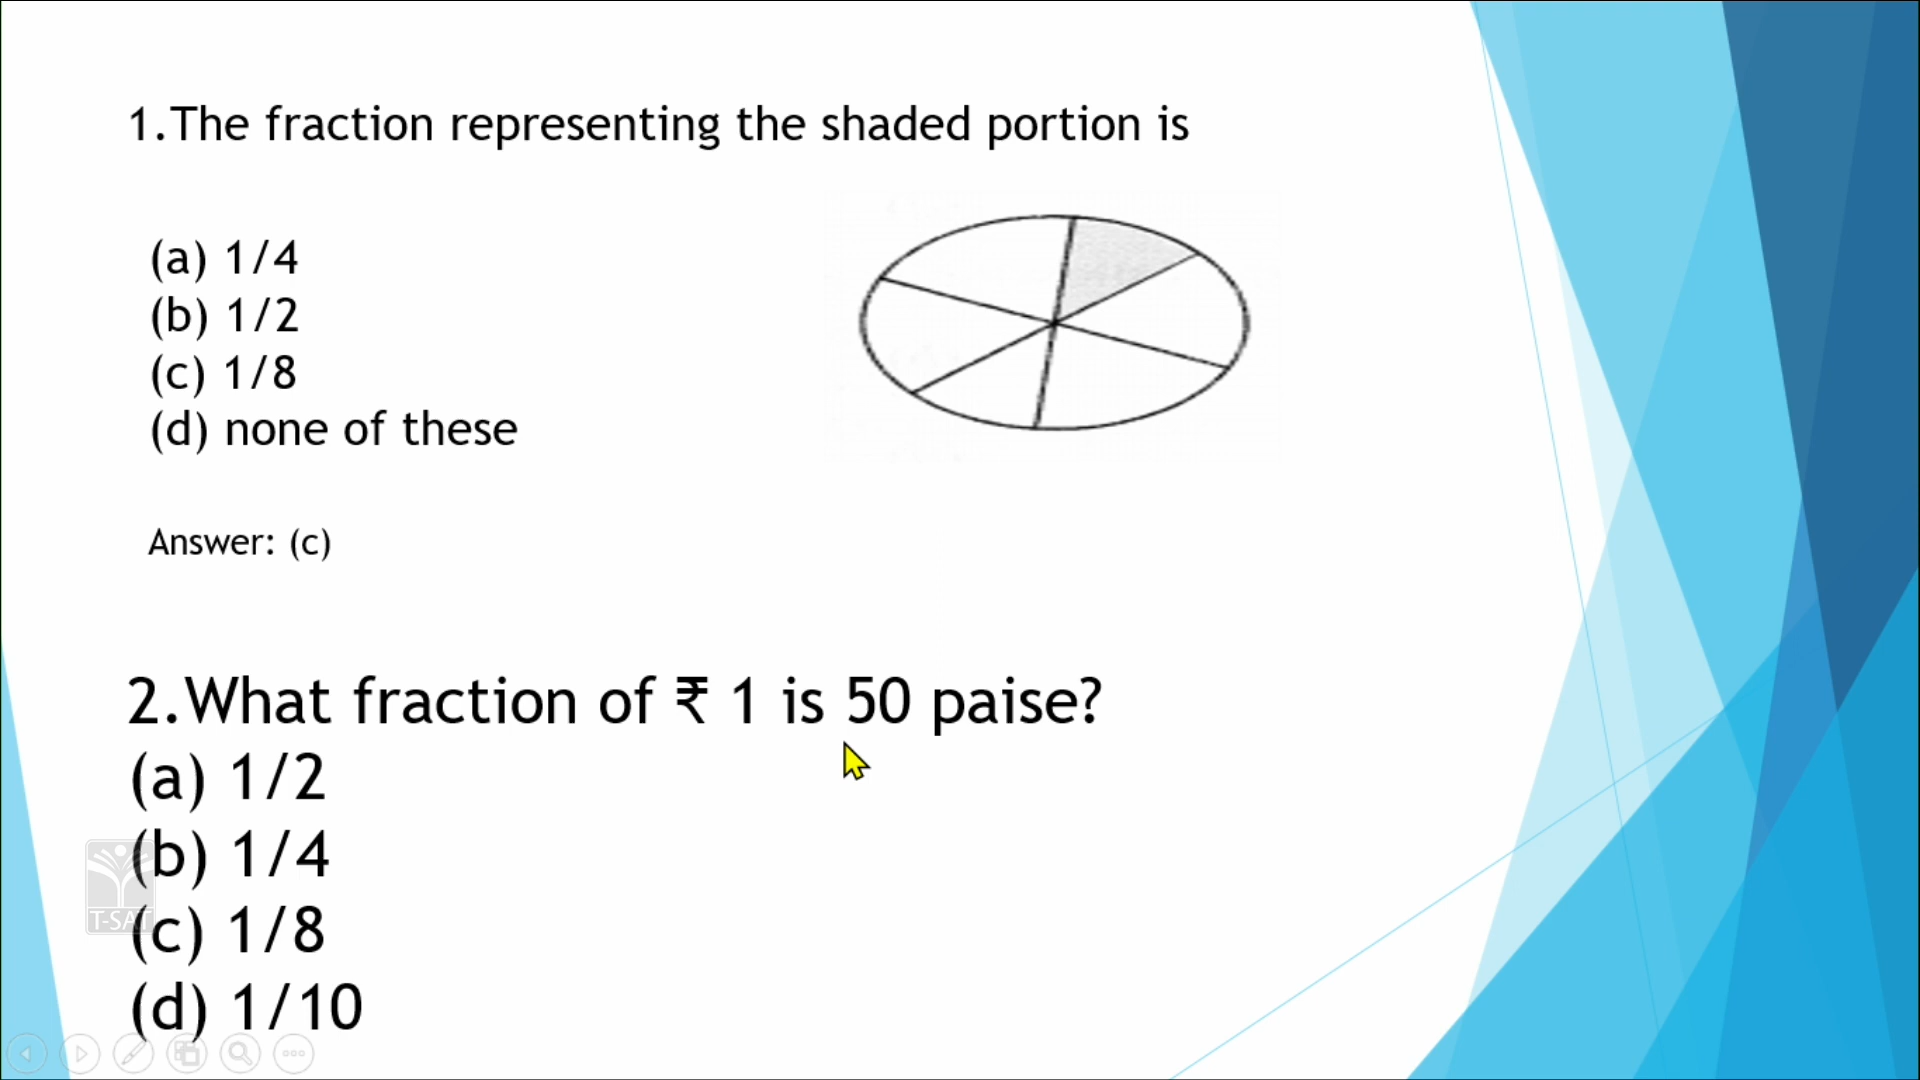 1.The fraction representing the shaded portion is
(a) 1/4
(b) 1/2
(c) 1/8
(d) none of these
Answer: (c)
2.What fraction of ₹ 1 is 50 paise?
(a) 1/2
(b) 1/4
(c) 1/8
(d) 1/10
T-SAT